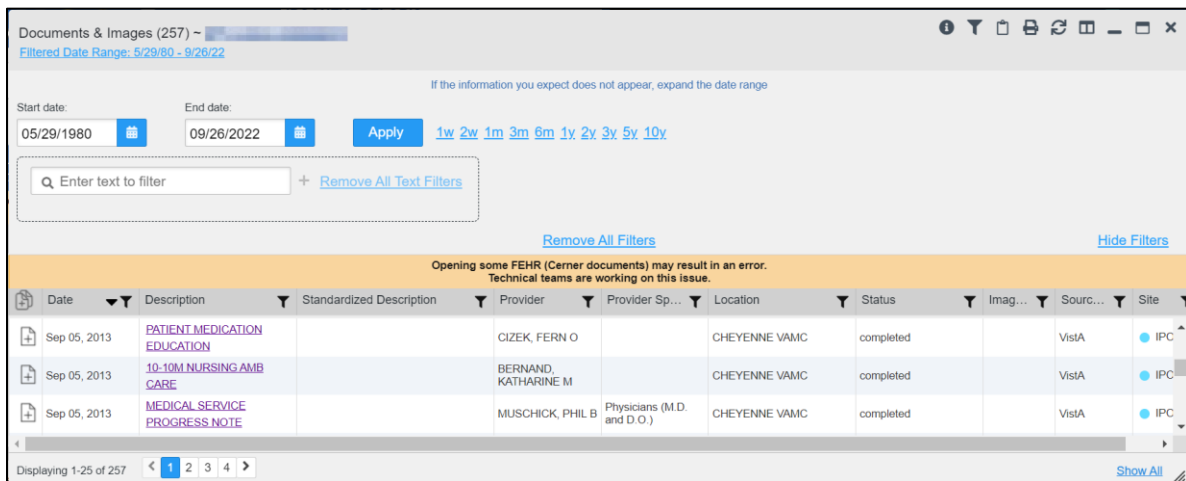 Documents & Images (257) ~
Filtered Date Range: 5/29/80 - 9/26/22
If the information you expect does not appear, expand the date range
Start date: End date:
05/29/1980 09/26/2022 Apply 1w 2w 1m 3m 6m 1y 2y 3y 5y 10y
Enter text to filter + Remove All Text Filters
Remove All Filters Hide Filters
Opening some FEHR (Cerner documents) may result in an error.
Technical teams are working on this issue.
Date Description Standardized Description Provider Provider Sp... Location Status Imag... Sourc... Site
Sep 05, 2013 PATIENT MEDICATION EDUCATION CIZEK, FERN O CHEYENNE VAMC completed VistA IPO
Sep 05, 2013 10-10M NURSING AMB CARE BERNAND, KATHARINE M CHEYENNE VAMC completed VistA IPO
Sep 05, 2013 MEDICAL SERVICE PROGRESS NOTE MUSCHICK, PHIL B Physicians (M.D. and D.O.) CHEYENNE VAMC completed VistA IPO
Displaying 1-25 of 257 < 1 2 3 4 > Show All